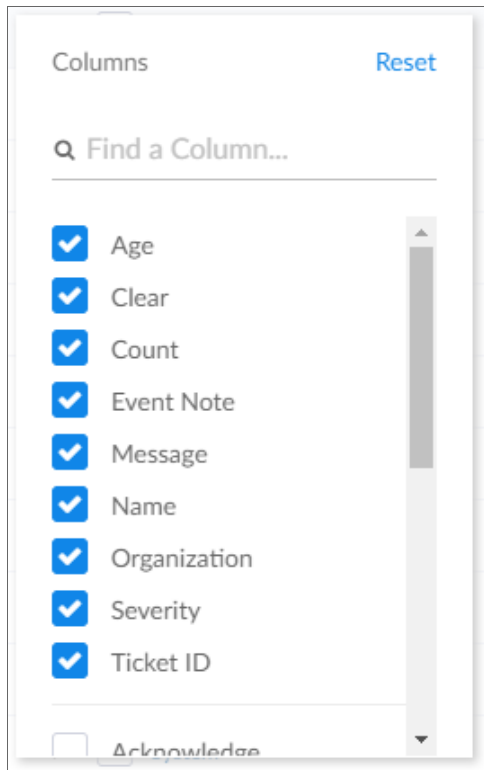 Columns Reset
Find a Column...
Age
Clear
Count
Event Note
Message
Name
Organization
Severity
Ticket ID
Acknowledge